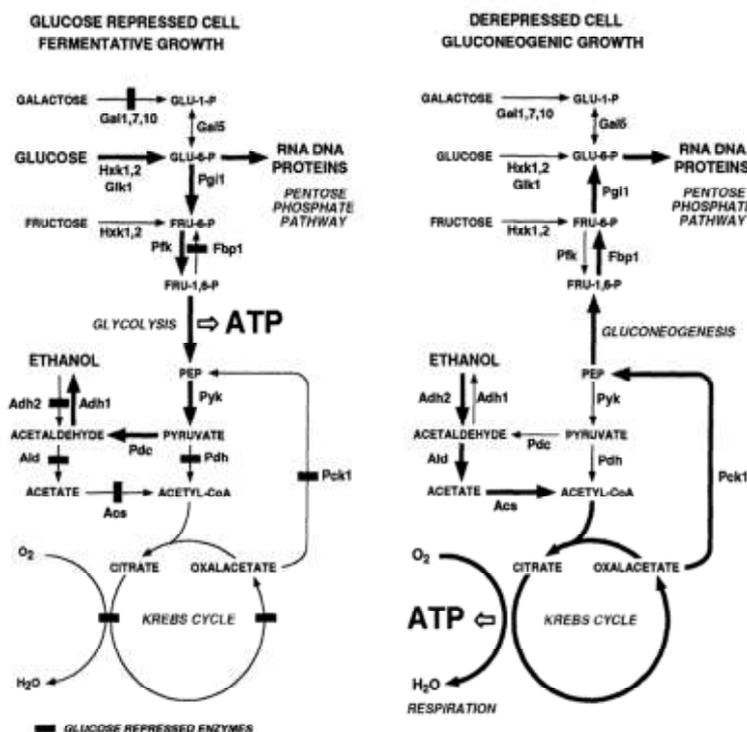 GLUCOSE REPRESSED CELL
FERMENTATIVE GROWTH
GALACTOSE
GLU-1-P
Gal1,7,10
Gal5
GLUCOSE
GLU-6-P
RNA DNA
PROTEINS
Hxk1,2
Glk1
Pgi1
PENTOSE
PHOSPHATE
PATHWAY
FRUCTOSE
FRU-6-P
Hxk1,2
Pfk
Fbp1
FRU-1,6-P
GLYCOLYSIS
ATP
ETHANOL
PEP
Adh2
Adh1
Pyk
ACETALDEHYDE
PYRUVATE
Pdc
Ald
Pdh
Pck1
ACETATE
ACETYL-CoA
Acs
O2
CITRATE
OXALACETATE
KREBS CYCLE
H2O
GLUCOSE REPRESSED ENZYMES
DEREPRESSED CELL
GLUCONEOGENIC GROWTH
GALACTOSE
GLU-1-P
Gal1,7,10
Gal5
GLUCOSE
GLU-6-P
RNA DNA
PROTEINS
Hxk1,2
Glk1
Pgi1
PENTOSE
PHOSPHATE
PATHWAY
FRUCTOSE
FRU-6-P
Hxk1,2
Pfk
Fbp1
FRU-1,6-P
GLUCONEOGENESIS
ETHANOL
PEP
Adh2
Adh1
Pyk
ACETALDEHYDE
PYRUVATE
Pdc
Ald
Pdh
Pck1
ACETATE
ACETYL-CoA
Acs
O2
CITRATE
OXALACETATE
ATP
KREBS CYCLE
H2O
RESPIRATION